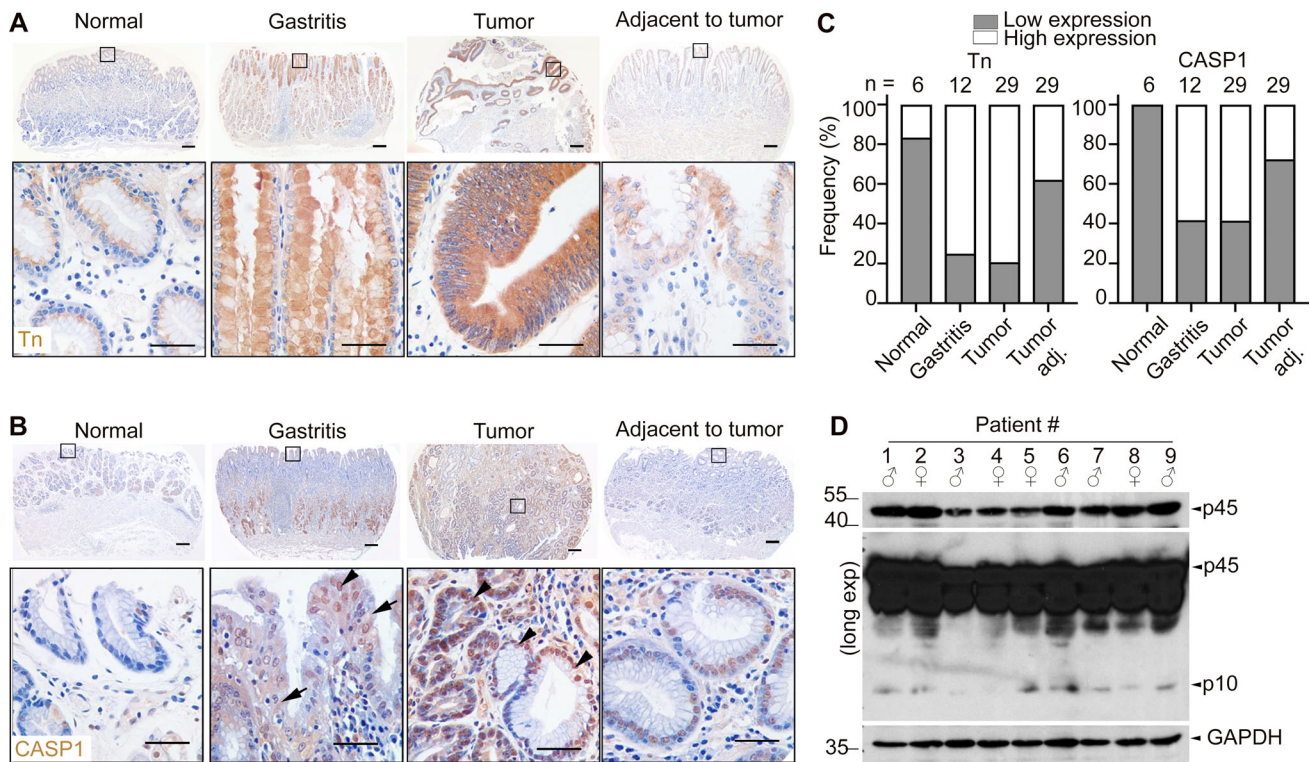 A
Normal
Gastritis
Tumor
Adjacent to tumor
Tn
B
Normal
Gastritis
Tumor
Adjacent to tumor
CASP1
C
Low expression
High expression
Tn
CASP1
n = 6 12 29 29
6 12 29 29
Frequency (%)
100
80
60
40
20
0
Normal
Gastritis
Tumor
Tumor adj.
100
80
60
40
20
0
Normal
Gastritis
Tumor
Tumor adj.
D
Patient #
1 2 3 4 5 6 7 8 9
♂ ♀ ♂ ♀ ♀ ♂ ♂ ♀ ♂
55
40
p45
(long exp)
p45
p10
35
GAPDH